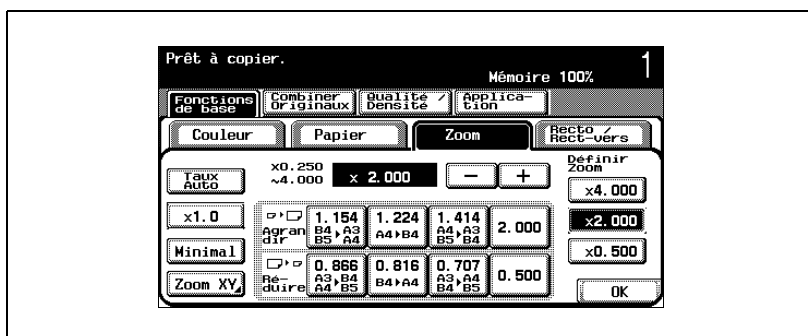 Prêt à copier.
1
Mémoire 100%
Fonctions de base
Combiner Originaux
Qualité / Densité
Applica-tion
Couleur
Papier
Zoom
Recto / Rect-vers
Taux Auto
x0.250 ~4.000
x 2.000
−
+
Définir Zoom
x4.000
x1.0
Agran dir
1.154 B4▸A3 B5▸A4
1.224 A4▸B4
1.414 A4▸A3 B5▸B4
2.000
x2.000
Minimal
Ré-duire
0.866 A3▸B4 A4▸B5
0.816 B4▸A4
0.707 A3▸A4 B4▸B5
0.500
x0.500
Zoom XY
OK